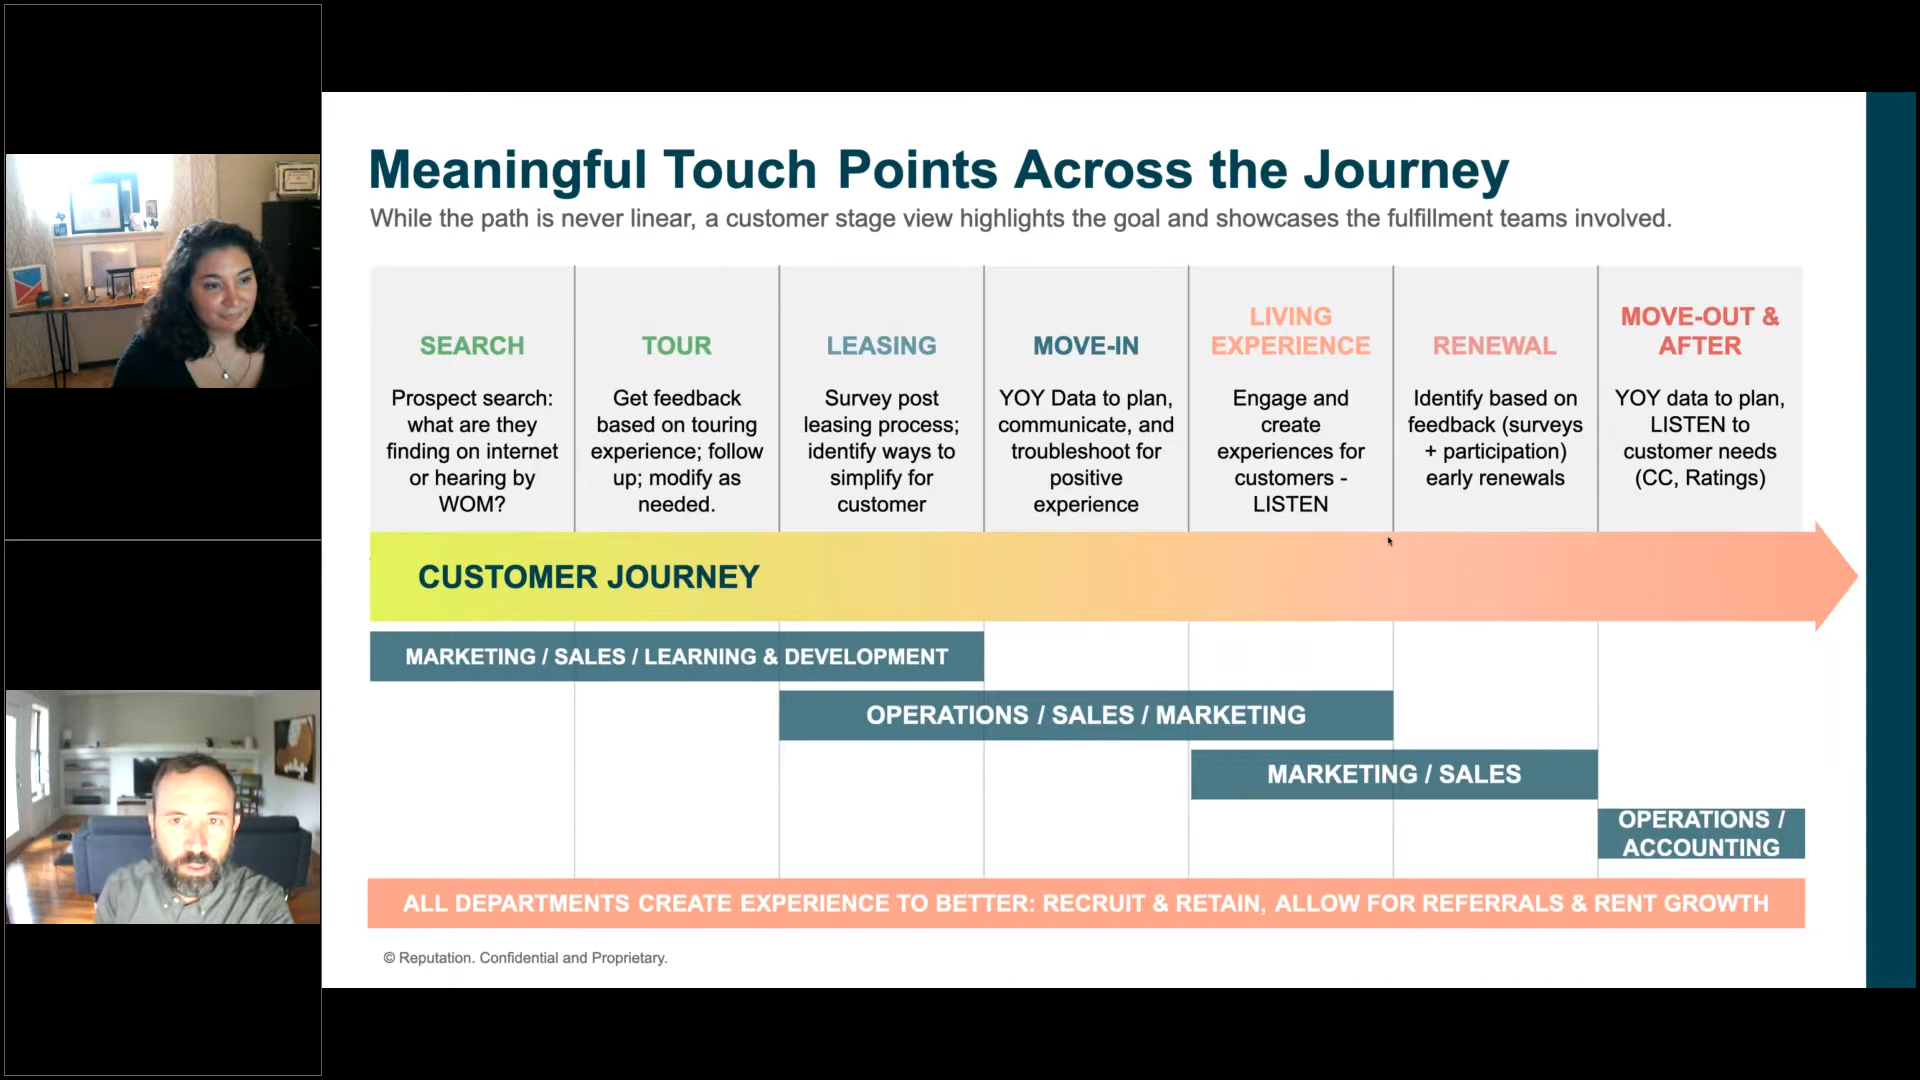 Meaningful Touch Points Across the Journey
While the path is never linear, a customer stage view highlights the goal and showcases the fulfillment teams involved.
SEARCH
Prospect search:
what are they
finding on internet
or hearing by
WOM?
TOUR
Get feedback
based on touring
experience; follow
up; modify as
needed.
LEASING
Survey post
leasing process;
identify ways to
simplify for
customer
MOVE-IN
YOY Data to plan,
communicate, and
troubleshoot for
positive
experience
LIVING
EXPERIENCE
Engage and
create
experiences for
customers -
LISTEN
RENEWAL
Identify based on
feedback (surveys
+ participation)
early renewals
MOVE-OUT &
AFTER
YOY data to plan,
LISTEN to
customer needs
(CC, Ratings)
CUSTOMER JOURNEY
MARKETING / SALES / LEARNING & DEVELOPMENT
OPERATIONS / SALES / MARKETING
MARKETING / SALES
OPERATIONS /
ACCOUNTING
ALL DEPARTMENTS CREATE EXPERIENCE TO BETTER: RECRUIT & RETAIN, ALLOW FOR REFERRALS & RENT GROWTH
© Reputation. Confidential and Proprietary.